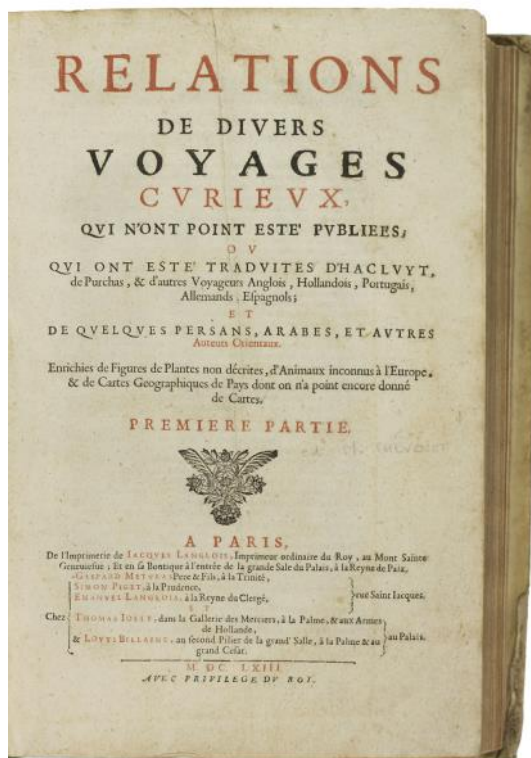 RELATIONS
DE DIVERS
VOYAGES
CVRIEVX,
QVI N'ONT POINT ESTE' PVBLIEES;
OV
QVI ONT ESTE' TRADVITES D'HACLVYT,
de Purchas, & d'autres Voyageurs Anglois, Hollandois, Portugais,
Allemands, Espagnols;
ET
DE QVELQVES PERSANS, ARABES, ET AVTRES
Auteurs Orientaux.
Enrichies de Figures de Plantes non décrites, d'Animaux inconnus à l'Europe,
& de Cartes Geographiques de Pays dont on n'a point encore donné
de Cartes.
PREMIERE PARTIE.
A PARIS,
De l'Imprimerie de IACQVES LANGLOIS, Imprimeur ordinaire du Roy, au Mont Sainte
Geneuiefue; Et en sa Boutique à l'entrée de la grande Sale du Palais, à la Reyne de Paix.
GASPARD METVRAS Pere & Fils, à la Trinité,
SIMON PIGET, à la Prudence,
EMANVEL LANGLOIS, à la Reyne du Clergé, rue Saint Iacques.
ET
Chez THOMAS IOLLY, dans la Gallerie des Merciers, à la Palme, & aux Armes
de Hollande,
& LOVYS BILLAINE, au second Pilier de la grand' Salle, à la Palme & au au Palais.
grand Cesar.
M. DC. LXIII.
AVEC PRIVILEGE DV ROY.